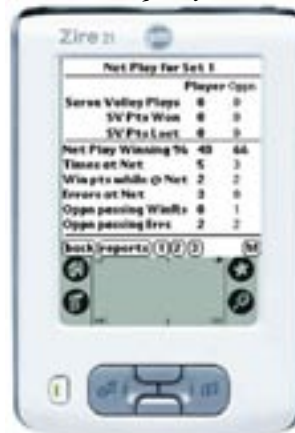 Zire 21
Net Play for Set 1
Player Oppn
Serve Volley Plays 0 0
SV Pts Won 0 0
SV Pts Lost 0 0
Net Play Winning % 40 66
Times at Net 5 3
Win pts while @ Net 2 2
Errors at Net 3 0
Oppn passing WinRs 0 1
Oppn passing Errs 2 2
back reports 1 2 3 M